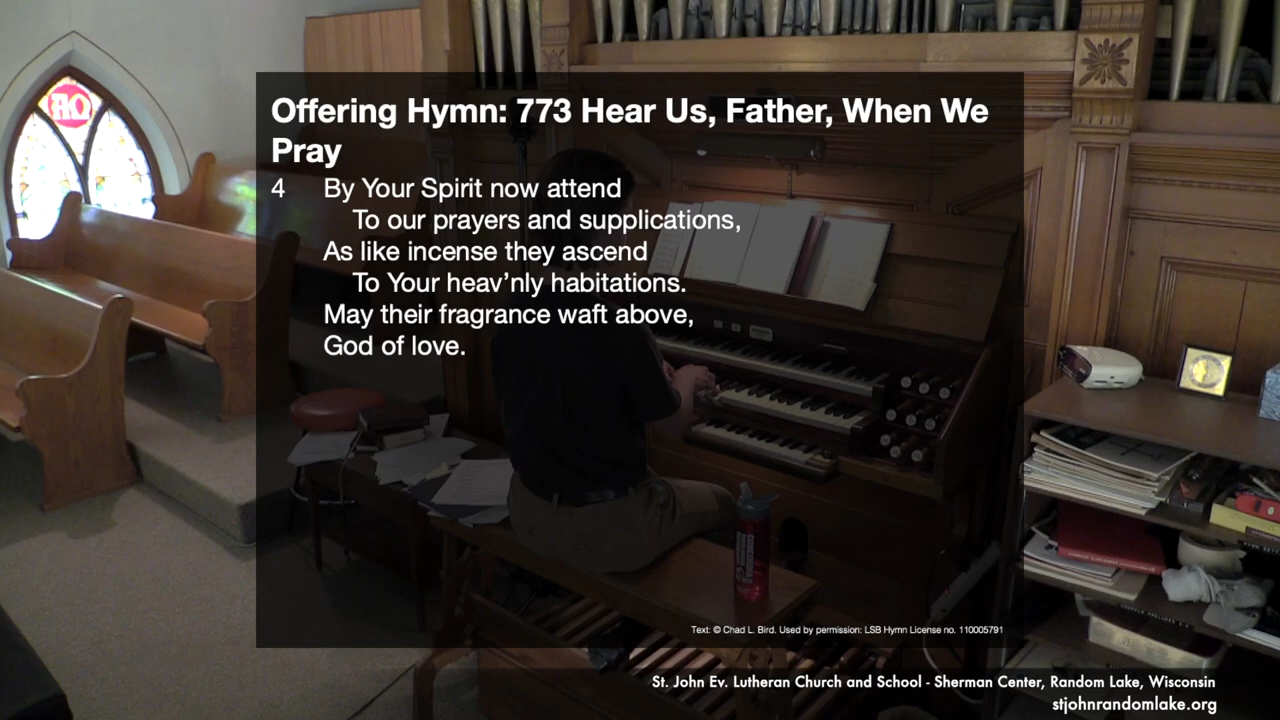 Offering Hymn: 773 Hear Us, Father, When We
Pray
4 By Your Spirit now attend
To our prayers and supplications,
As like incense they ascend
To Your heav’nly habitations.
May their fragrance waft above,
God of love.
Text: © Chad L. Bird. Used by permission: LSB Hymn License no. 110005791
St. John Ev. Lutheran Church and School - Sherman Center, Random Lake, Wisconsin
stjohnrandomlake.org